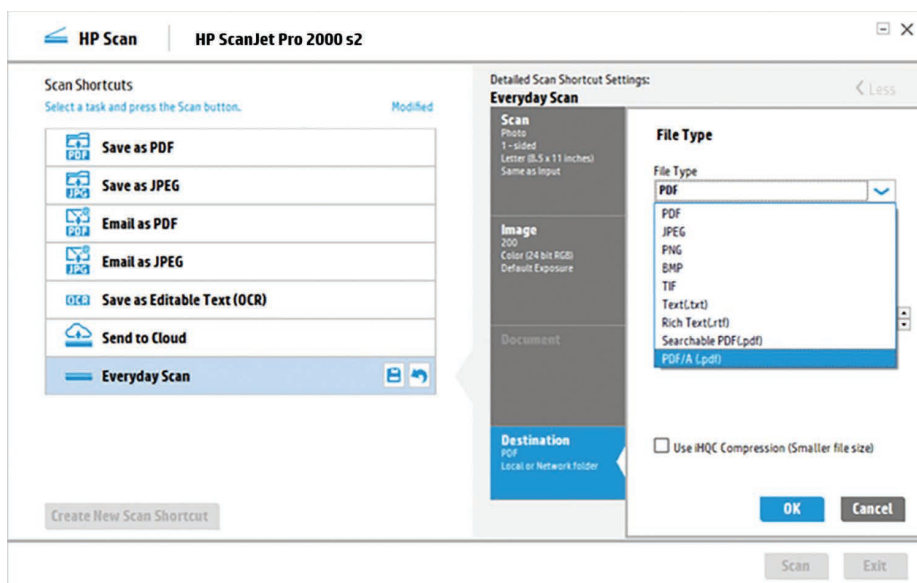 HP Scan
HP ScanJet Pro 2000 s2
Scan Shortcuts
Select a task and press the Scan button.
Modified
PDF
Save as PDF
JPG
Save as JPEG
PDF
Email as PDF
JPG
Email as JPEG
OCR
Save as Editable Text (OCR)
Send to Cloud
Everyday Scan
Create New Scan Shortcut
Detailed Scan Shortcut Settings:
Everyday Scan
Less
Scan
Photo
1 - sided
Letter (8.5 x 11 inches)
Same as Input
Image
200
Color (24 bit RGB)
Default Exposure
Document
Destination
PDF
Local or Network folder
File Type
File Type
PDF
PDF
JPEG
PNG
BMP
TIF
Text(.txt)
Rich Text(.rtf)
Searchable PDF(.pdf)
PDF/A (.pdf)
Use iHQC Compression (Smaller file size)
OK
Cancel
Scan
Exit